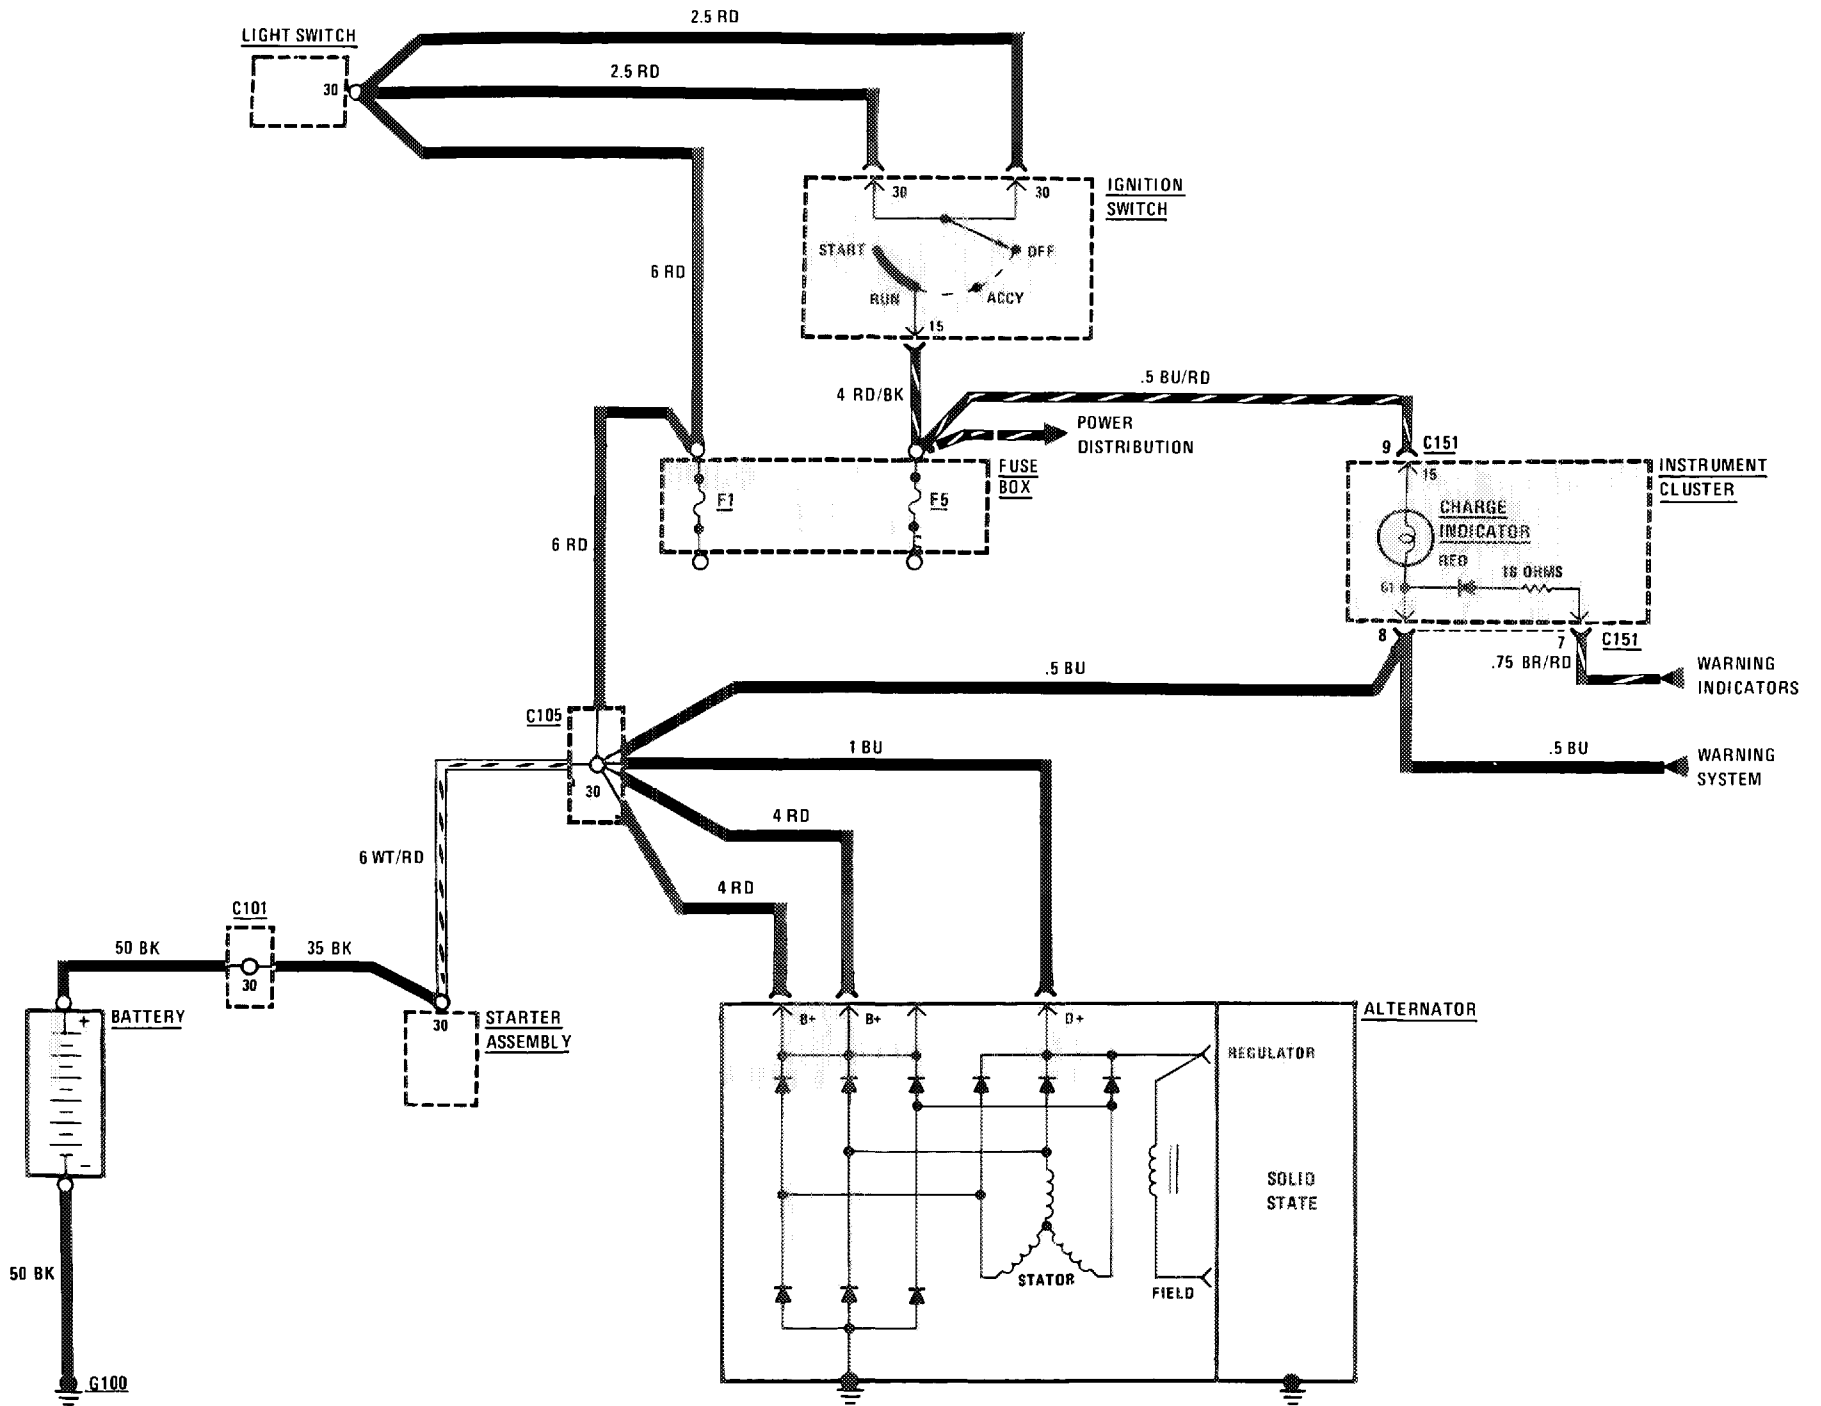 2.5 RD
LIGHT SWITCH
30
2.5 RD
IGNITION
SWITCH
30
30
START
OFF
RUN
ACCY
15
6 RD
4 RD/BK
.5 BU/RD
POWER
DISTRIBUTION
9
C151
FUSE
BOX
F1
F5
INSTRUMENT
CLUSTER
15
CHARGE
INDICATOR
RED
18 OHMS
61
6 RD
8
7
C151
.75 BR/RD
WARNING
INDICATORS
.5 BU
C105
30
1 BU
.5 BU
WARNING
SYSTEM
4 RD
6 WT/RD
4 RD
C101
50 BK
35 BK
30
BATTERY
+
−
30
STARTER
ASSEMBLY
B+
B+
D+
ALTERNATOR
REGULATOR
SOLID
STATE
STATOR
FIELD
50 BK
G100